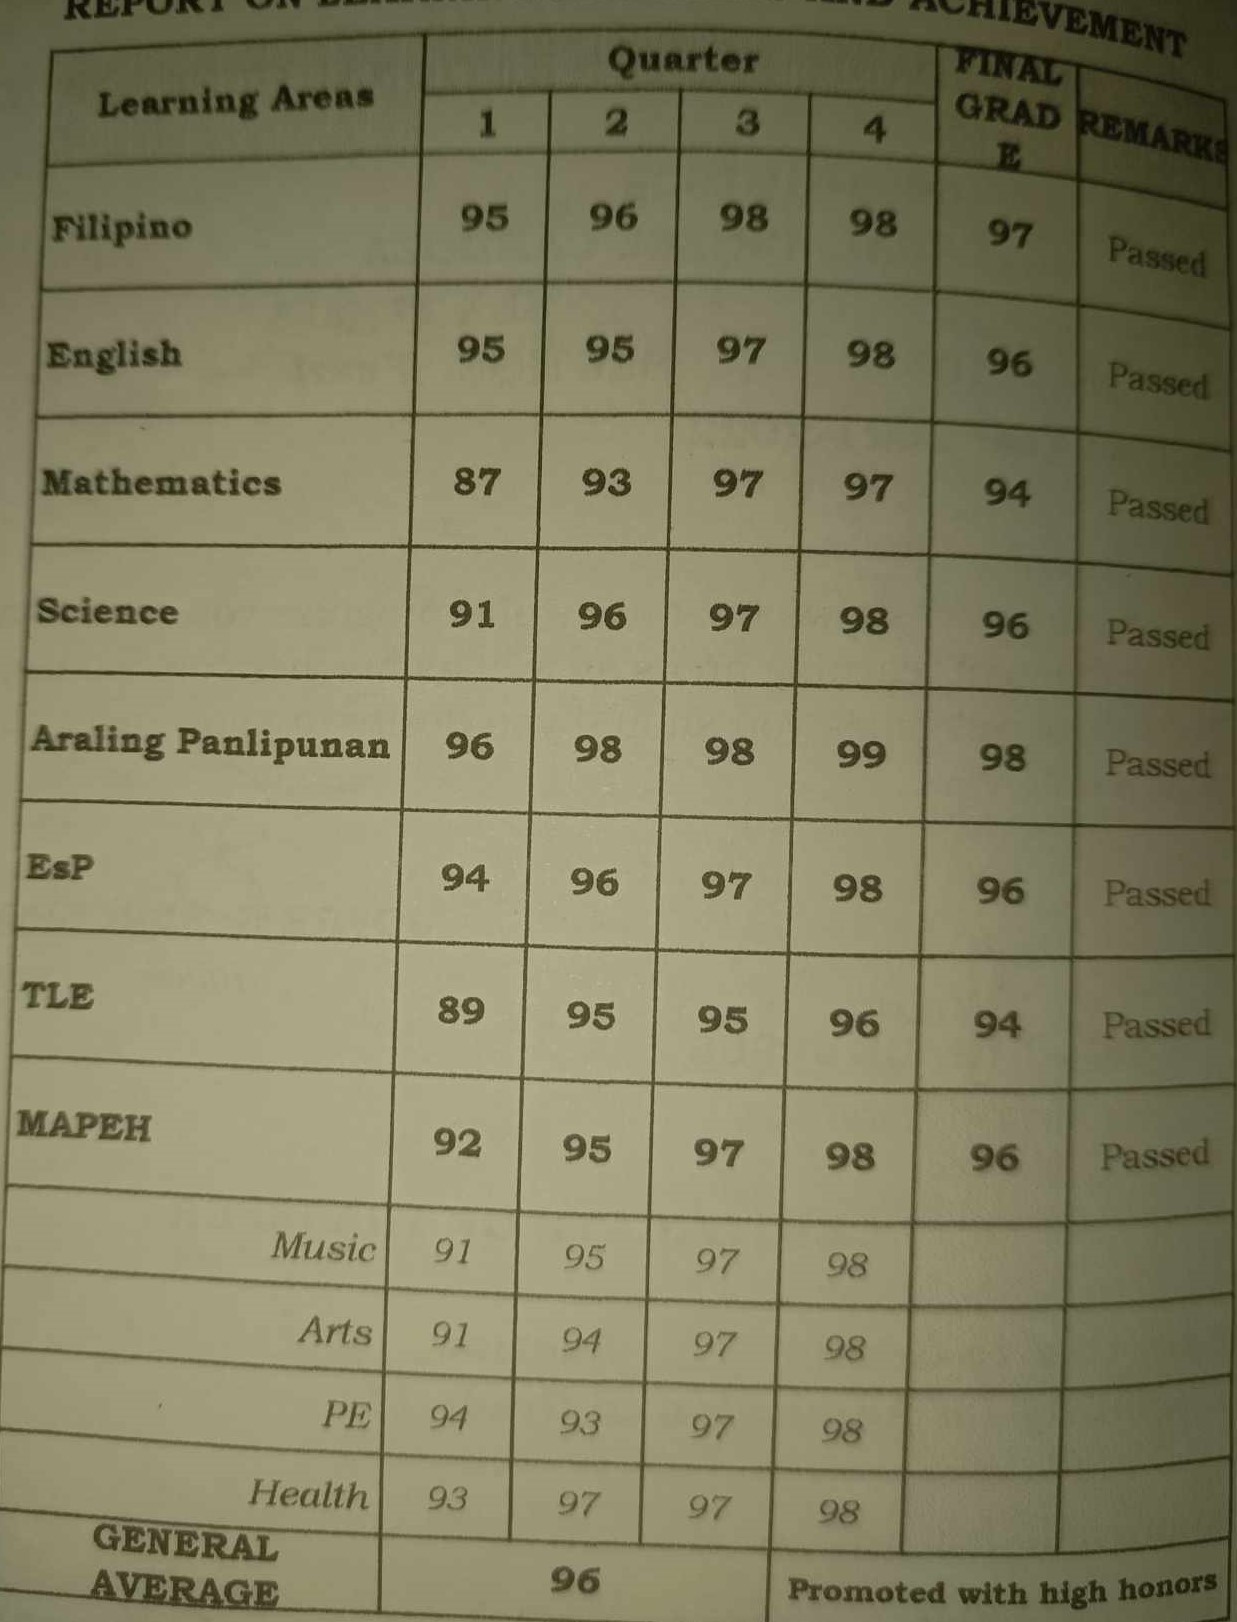 REPORT ON ACHIEVEMENT
Learning Areas Quarter FINAL GRAD E REMARKS
1 2 3 4
Filipino 95 96 98 98 97 Passed
English 95 95 97 98 96 Passed
Mathematics 87 93 97 97 94 Passed
Science 91 96 97 98 96 Passed
Araling Panlipunan 96 98 98 99 98 Passed
EsP 94 96 97 98 96 Passed
TLE 89 95 95 96 94 Passed
MAPEH 92 95 97 98 96 Passed
Music 91 95 97 98
Arts 91 94 97 98
PE 94 93 97 98
Health 93 97 97 98
GENERAL AVERAGE 96 Promoted with high honors